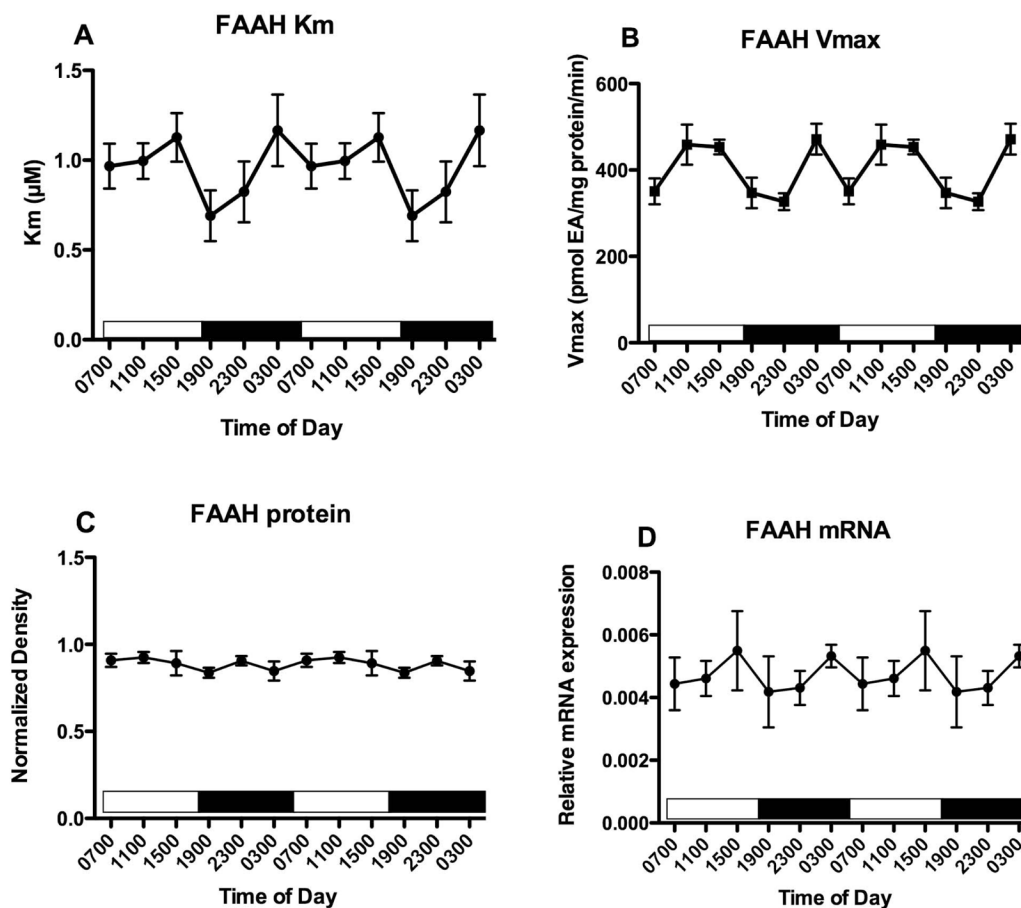 A
FAAH Km
Km (µM)
1.5
1.0
0.5
0.0
0700 1100 1500 1900 2300 0300 0700 1100 1500 1900 2300 0300
Time of Day
B
FAAH Vmax
Vmax (pmol EA/mg protein/min)
600
400
200
0
0700 1100 1500 1900 2300 0300 0700 1100 1500 1900 2300 0300
Time of Day
C
FAAH protein
Normalized Density
1.5
1.0
0.5
0.0
0700 1100 1500 1900 2300 0300 0700 1100 1500 1900 2300 0300
Time of Day
D
FAAH mRNA
Relative mRNA expression
0.008
0.006
0.004
0.002
0.000
0700 1100 1500 1900 2300 0300 0700 1100 1500 1900 2300 0300
Time of Day